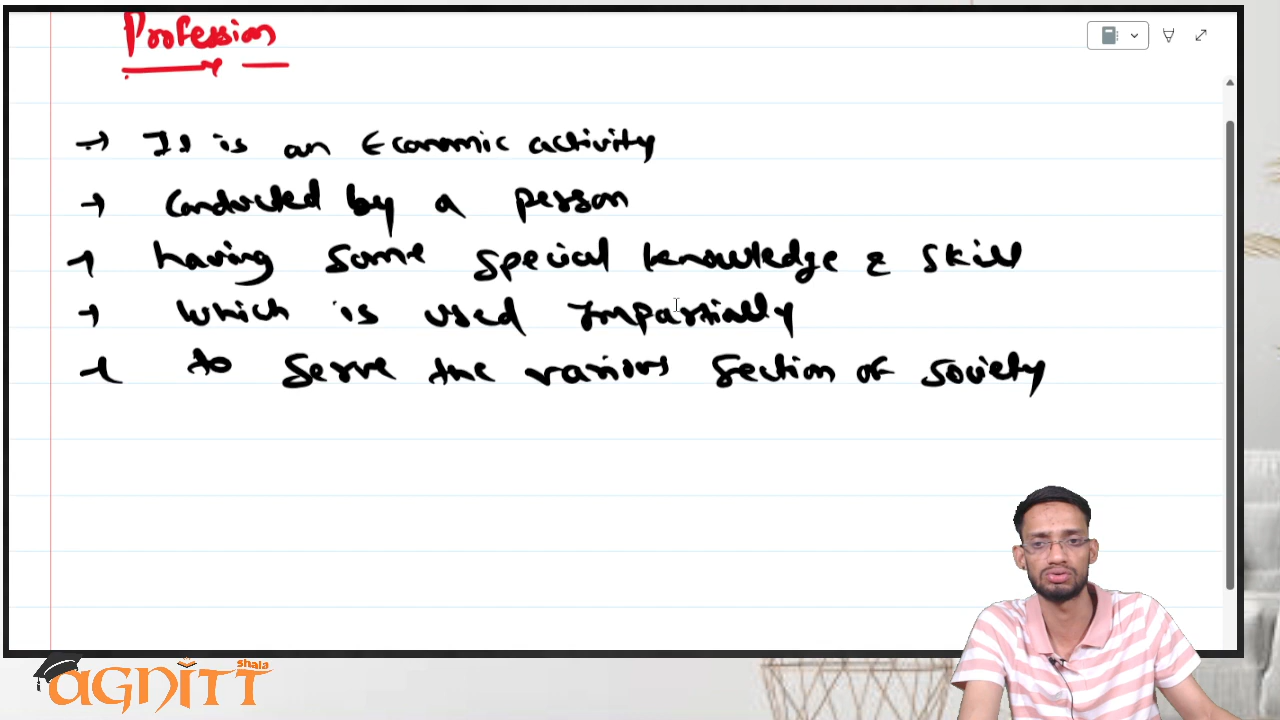 Profession
→ It is an Economic activity
→ Conducted by a person
→ having some special knowledge & skill
→ which is used Impartially
→ to serve the various section of society
shala
AGNITT